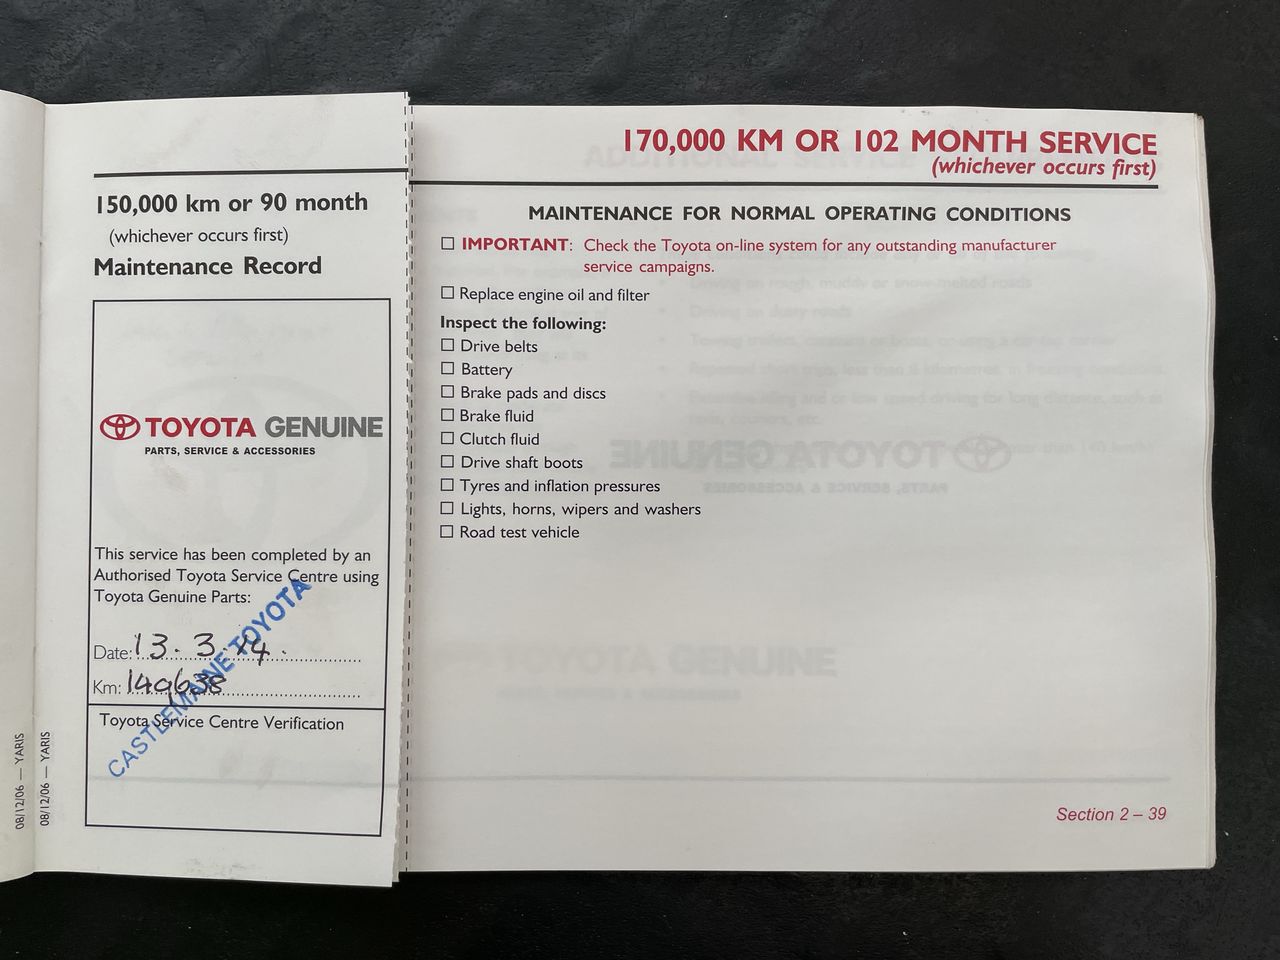 150,000 km or 90 month
(whichever occurs first)
Maintenance Record
TOYOTA GENUINE
PARTS, SERVICE & ACCESSORIES
This service has been completed by an
Authorised Toyota Service Centre using
Toyota Genuine Parts:
Date: 13. 3. 14.
Km: 149638
Toyota Service Centre Verification
CASTLEMAINE TOYOTA
08/12/06 — YARIS
08/12/06 — YARIS
170,000 KM OR 102 MONTH SERVICE
(whichever occurs first)
MAINTENANCE FOR NORMAL OPERATING CONDITIONS
IMPORTANT: Check the Toyota on-line system for any outstanding manufacturer
service campaigns.
Replace engine oil and filter
Inspect the following:
Drive belts
Battery
Brake pads and discs
Brake fluid
Clutch fluid
Drive shaft boots
Tyres and inflation pressures
Lights, horns, wipers and washers
Road test vehicle
Section 2 – 39